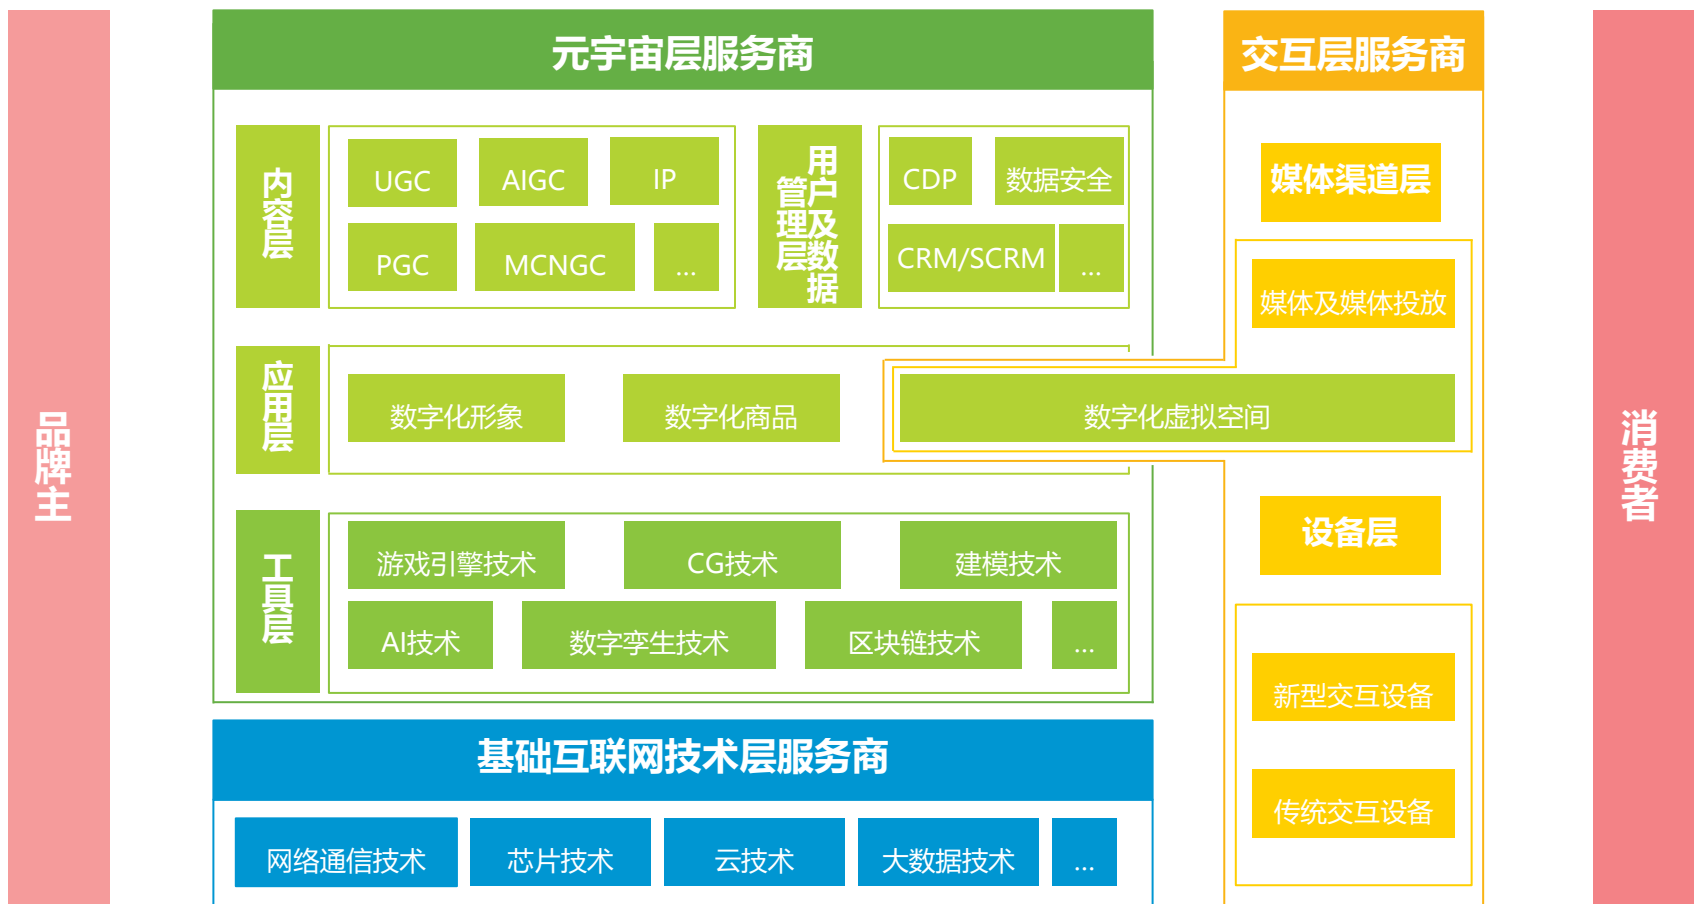 品牌主
元宇宙层服务商
内容层
UGC
AIGC
IP
PGC
MCNGC
...
用户及数据
管理层
CDP
数据安全
CRM/SCRM
...
应用层
数字化形象
数字化商品
数字化虚拟空间
工具层
游戏引擎技术
CG技术
建模技术
AI技术
数字孪生技术
区块链技术
...
基础互联网技术层服务商
网络通信技术
芯片技术
云技术
大数据技术
...
交互层服务商
媒体渠道层
媒体及媒体投放
设备层
新型交互设备
传统交互设备
消费者